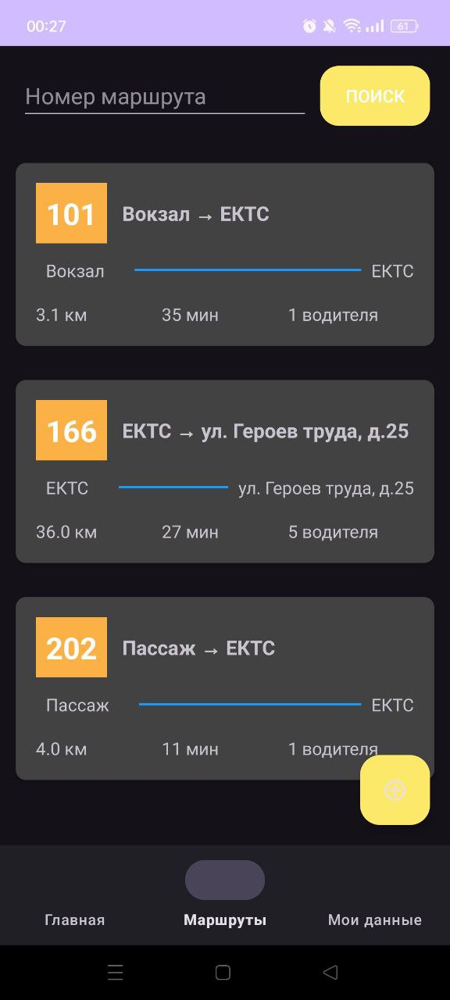 00:27
61
Номер маршрута
ПОИСК
101
Вокзал → ЕКТС
Вокзал ЕКТС
3.1 км 35 мин 1 водителя
166
ЕКТС → ул. Героев труда, д.25
ЕКТС ул. Героев труда, д.25
36.0 км 27 мин 5 водителя
202
Пассаж → ЕКТС
Пассаж ЕКТС
4.0 км 11 мин 1 водителя
Главная Маршруты Мои данные